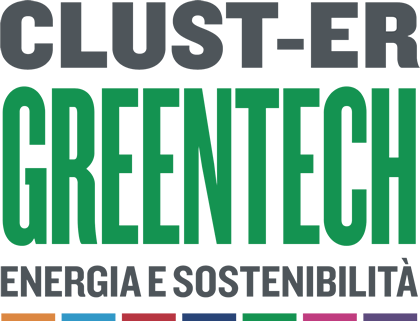 CLUST-ER
GREENTECH
ENERGIA E SOSTENIBILITÀ